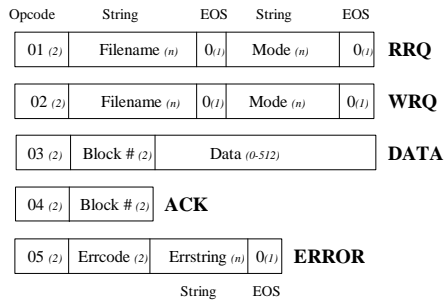 Opcode String EOS String EOS
01 (2) Filename (n) 0(1) Mode (n) 0(1) RRQ
02 (2) Filename (n) 0(1) Mode (n) 0(1) WRQ
03 (2) Block # (2) Data (0-512) DATA
04 (2) Block # (2) ACK
05 (2) Errcode (2) Errstring (n) 0(1) ERROR
String EOS